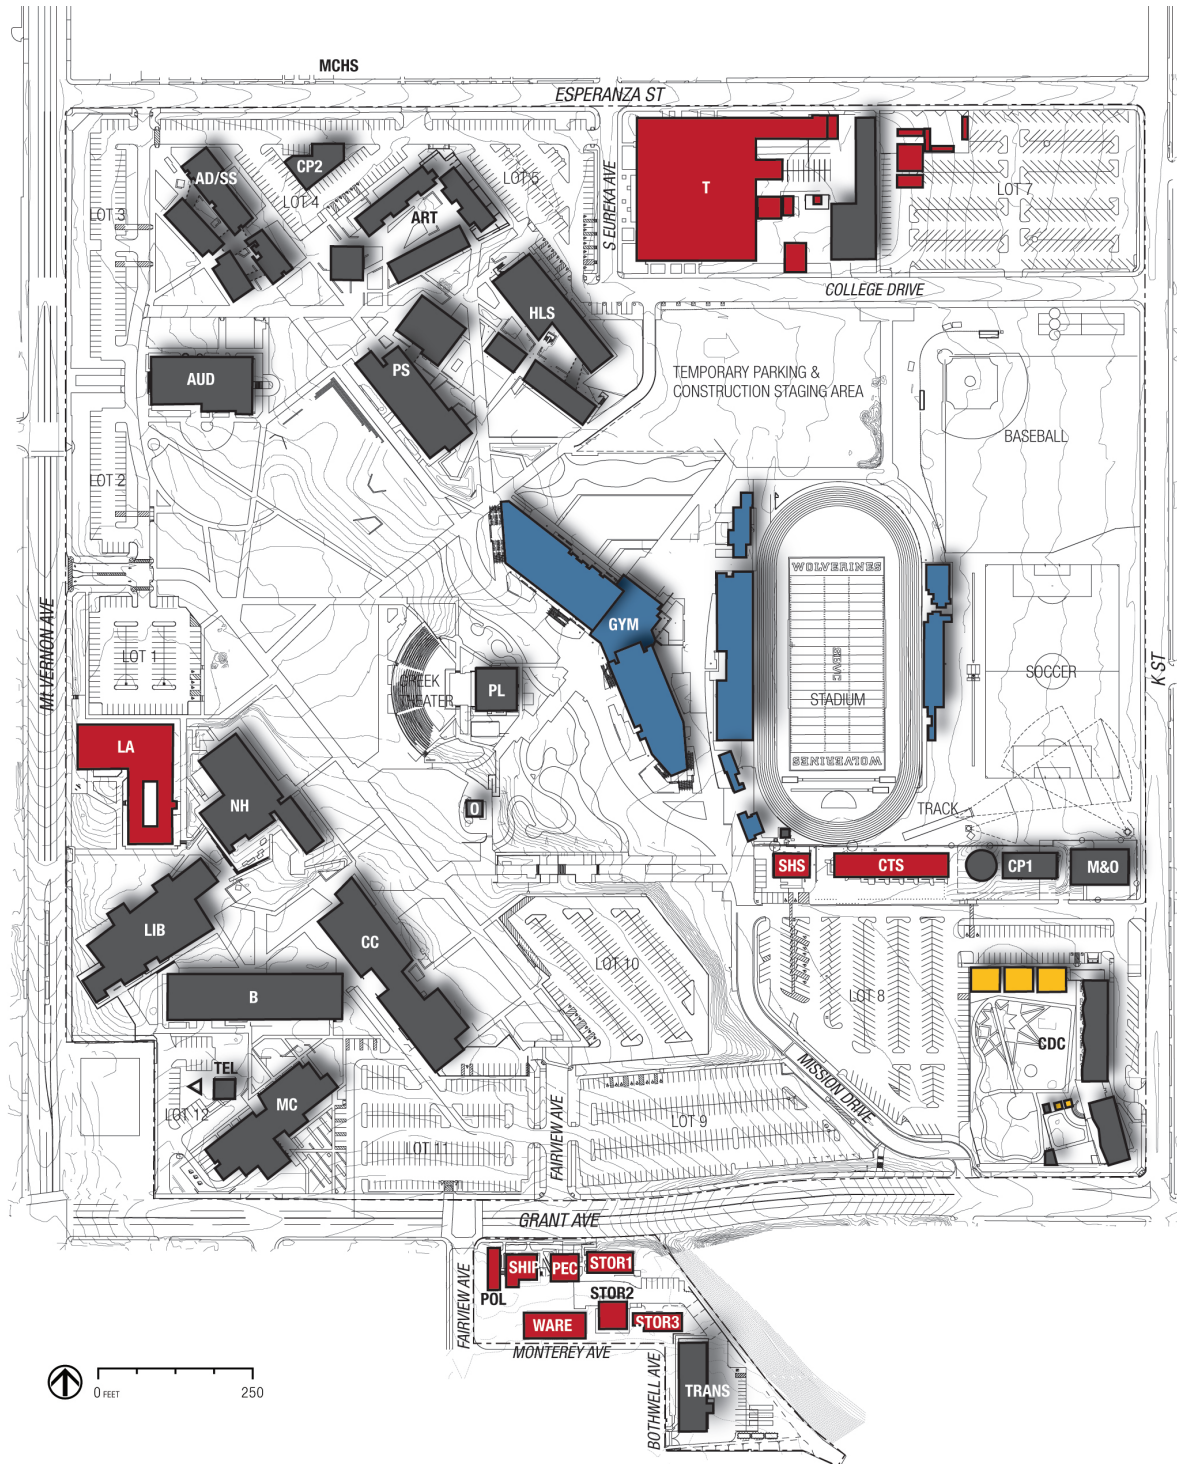 MCHS
ESPERANZA ST
AD/SS
CP2
LOT 4
LOT 5
LOT 3
ART
S EUREKA AVE
T
LOT 7
COLLEGE DRIVE
HLS
AUD
PS
TEMPORARY PARKING &
CONSTRUCTION STAGING AREA
BASEBALL
LOT 2
WOLVERINES
GYM
Mt VERNON AVE
LOT 1
GREEK
THEATER
PL
SBVC
STADIUM
SOCCER
K ST
LA
WOLVERINES
NH
O
TRACK
SHS
CTS
CP1
M&O
LIB
CC
B
LOT 10
LOT 8
CDC
TEL
LOT 12
MC
MISSION DRIVE
LOT 11
FAIRVIEW AVE
LOT 9
GRANT AVE
FAIRVIEW AVE
SHIP
PEC
STOR1
POL
STOR2
WARE
STOR3
MONTEREY AVE
BOTHWELL AVE
TRANS
0 FEET 250